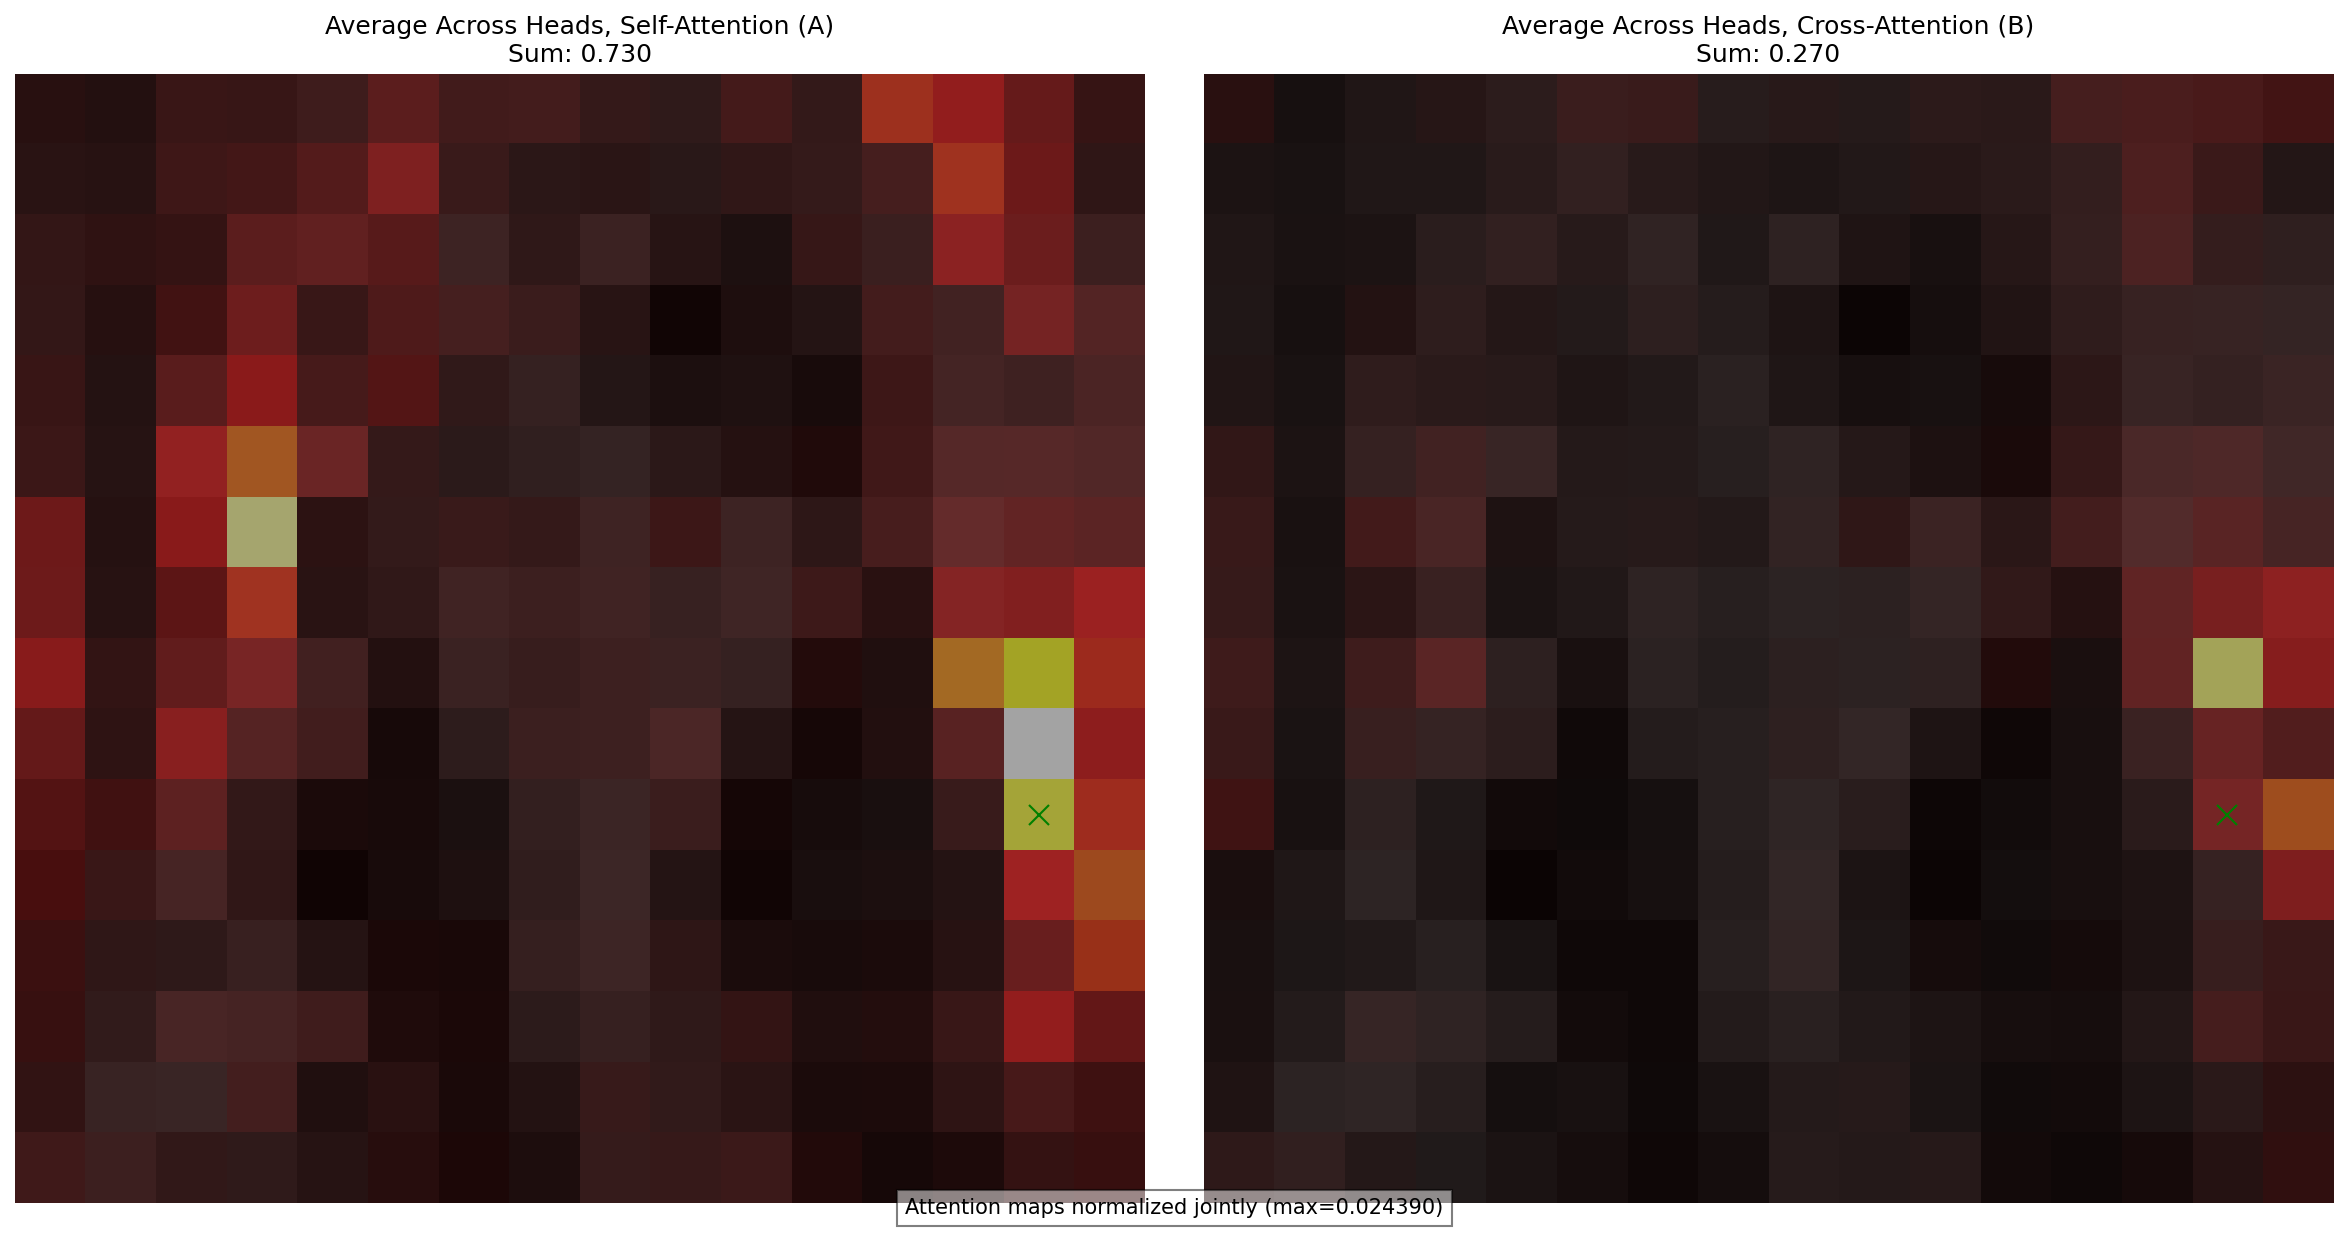 Average Across Heads, Self-Attention (A)
Sum: 0.730
Average Across Heads, Cross-Attention (B)
Sum: 0.270
Attention maps normalized jointly (max=0.024390)